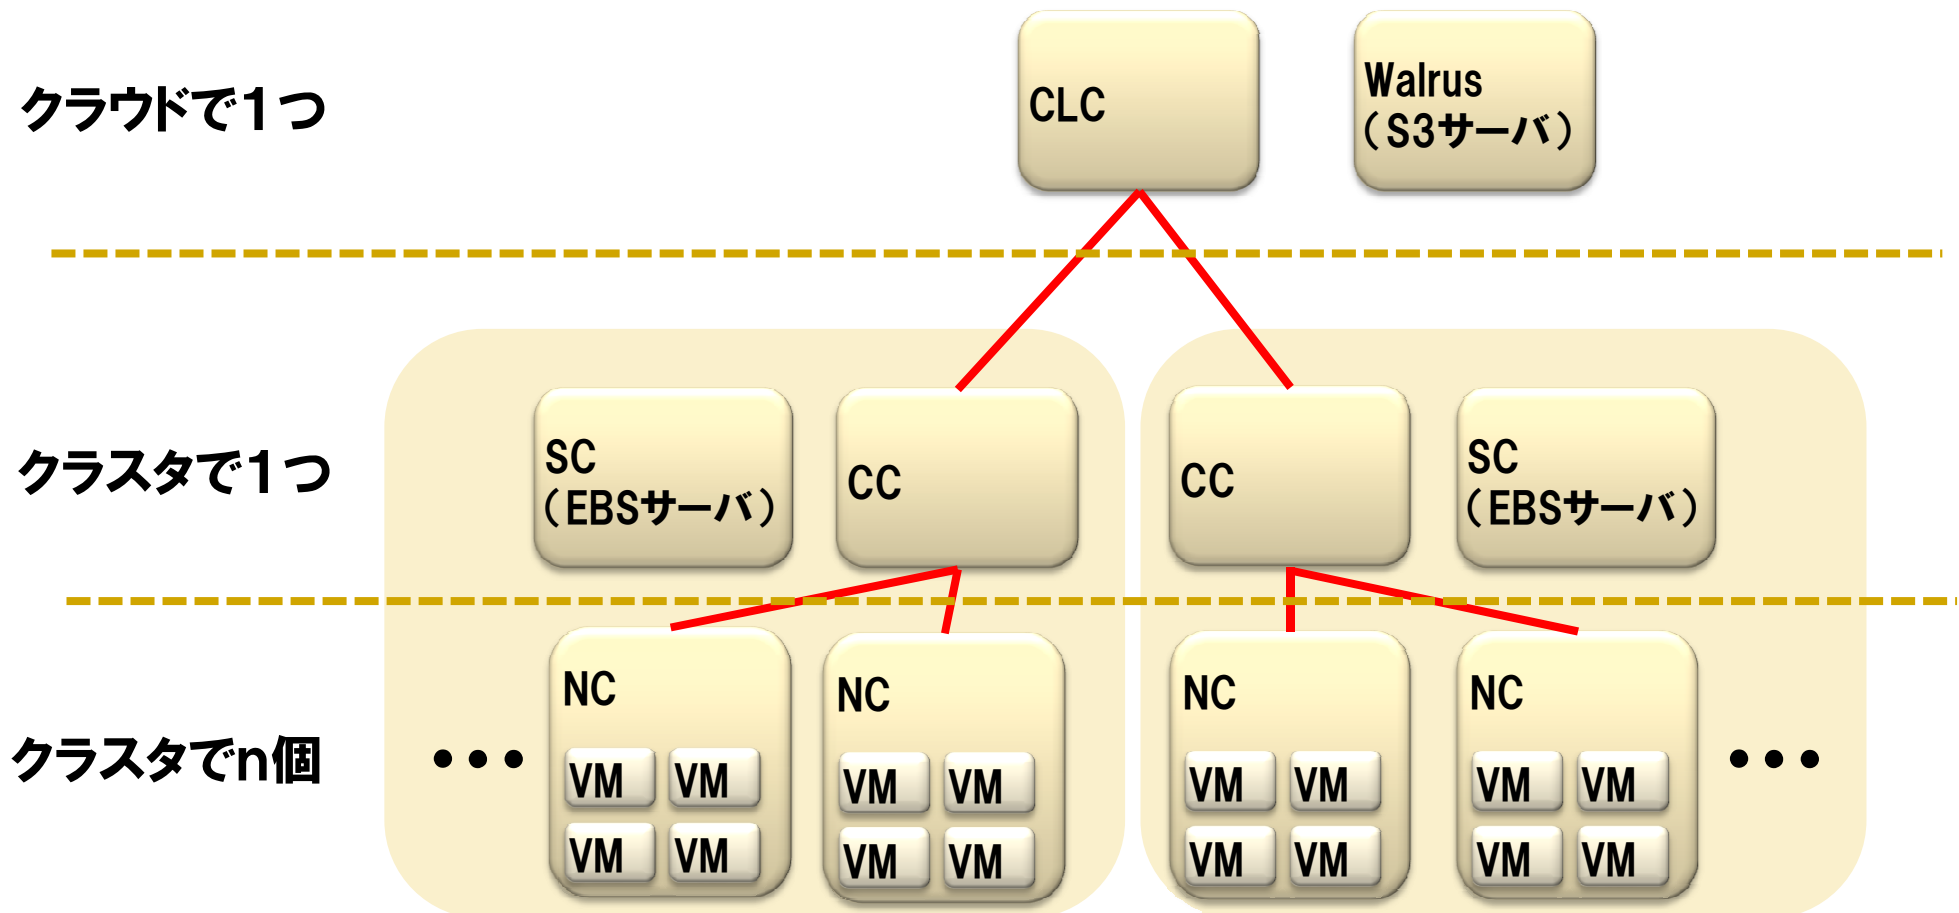 クラウドで１つ
CLC
Walrus
（S3サーバ）
クラスタで１つ
SC
（EBSサーバ）
CC
CC
SC
（EBSサーバ）
クラスタでn個
•••
NC
VM VM
VM VM
NC
VM VM
VM VM
NC
VM VM
VM VM
NC
VM VM
VM VM
•••